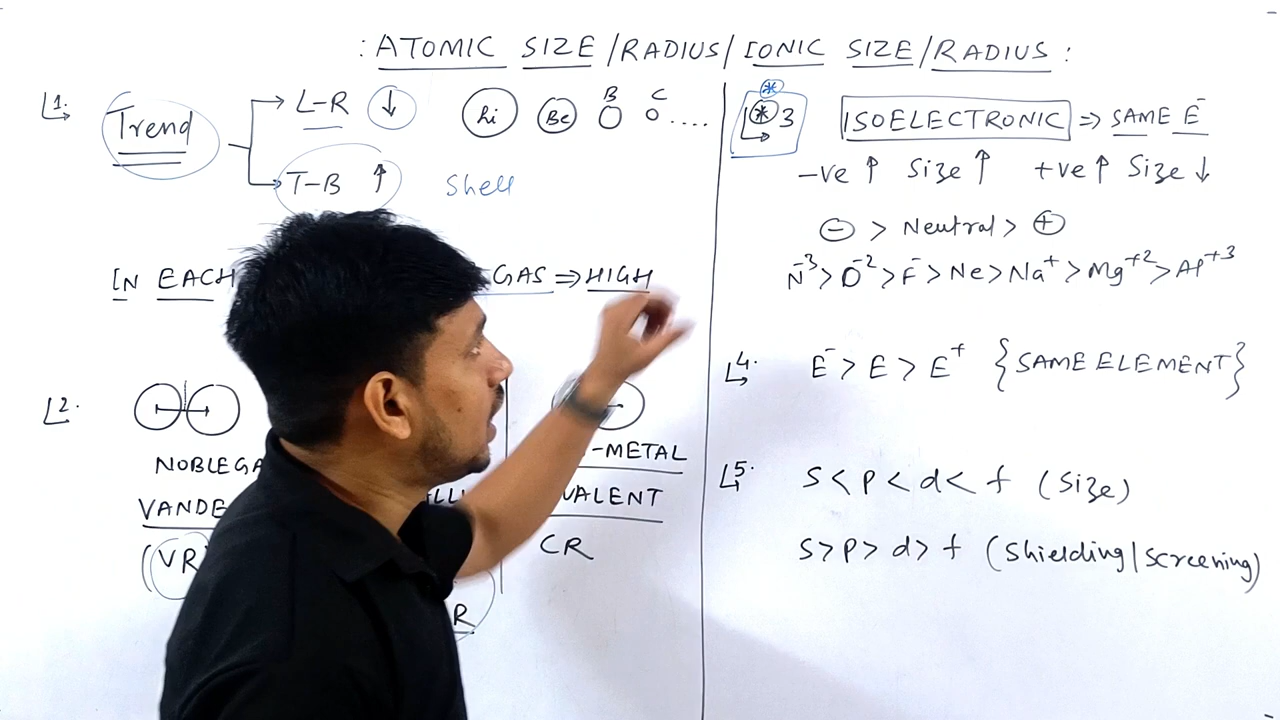 : ATOMIC SIZE/RADIUS/IONIC SIZE/RADIUS :
1.
Trend
L-R ↓
Li Be B C ....
T-B ↑
Shell
IN EACH
GAS ⇒ HIGH
2.
NOBLEGA
VANDE
(VR
R
-METAL
VALENT
CR
* 3
*
ISOELECTRONIC ⇒ SAME E⁻
-ve ↑ Size ↑ +ve ↑ Size ↓
⊖ > Neutral > ⊕
N⁻³ > O⁻² > F⁻ > Ne > Na⁺ > Mg⁺² > Al⁺³
4. E⁻ > E > E⁺ {SAME ELEMENT}
5. S < P < d < f (Size)
S > P > d > f (Shielding/Screening)